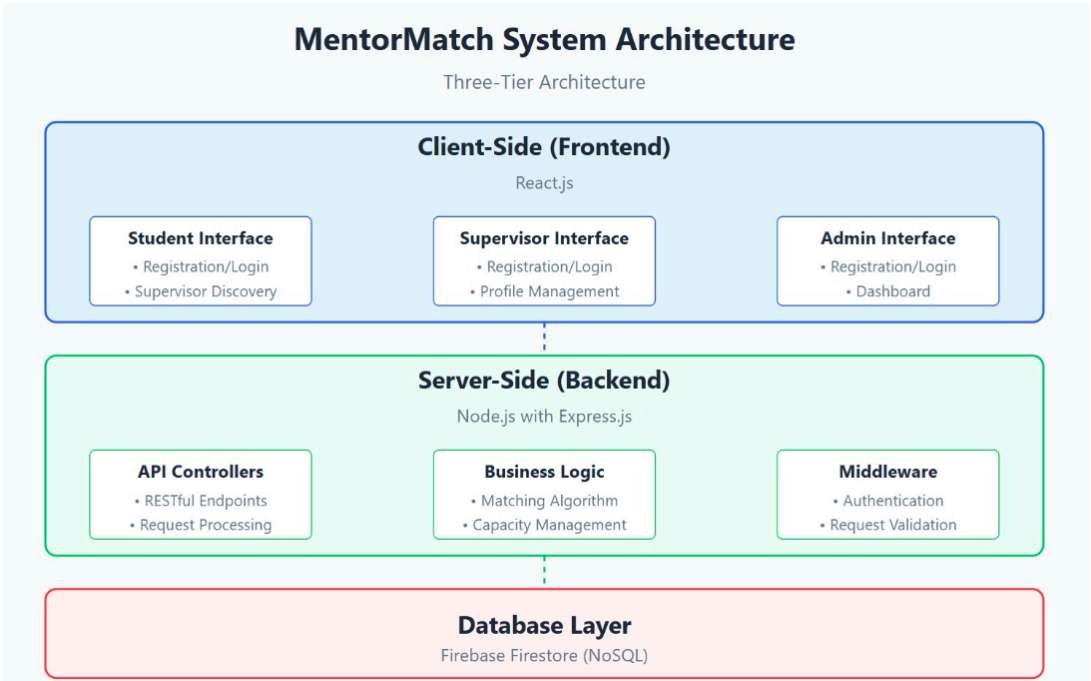 MentorMatch System Architecture
Three-Tier Architecture
Client-Side (Frontend)
React.js
Student Interface
• Registration/Login
• Supervisor Discovery
Supervisor Interface
• Registration/Login
• Profile Management
Admin Interface
• Registration/Login
• Dashboard
Server-Side (Backend)
Node.js with Express.js
API Controllers
• RESTful Endpoints
• Request Processing
Business Logic
• Matching Algorithm
• Capacity Management
Middleware
• Authentication
• Request Validation
Database Layer
Firebase Firestore (NoSQL)